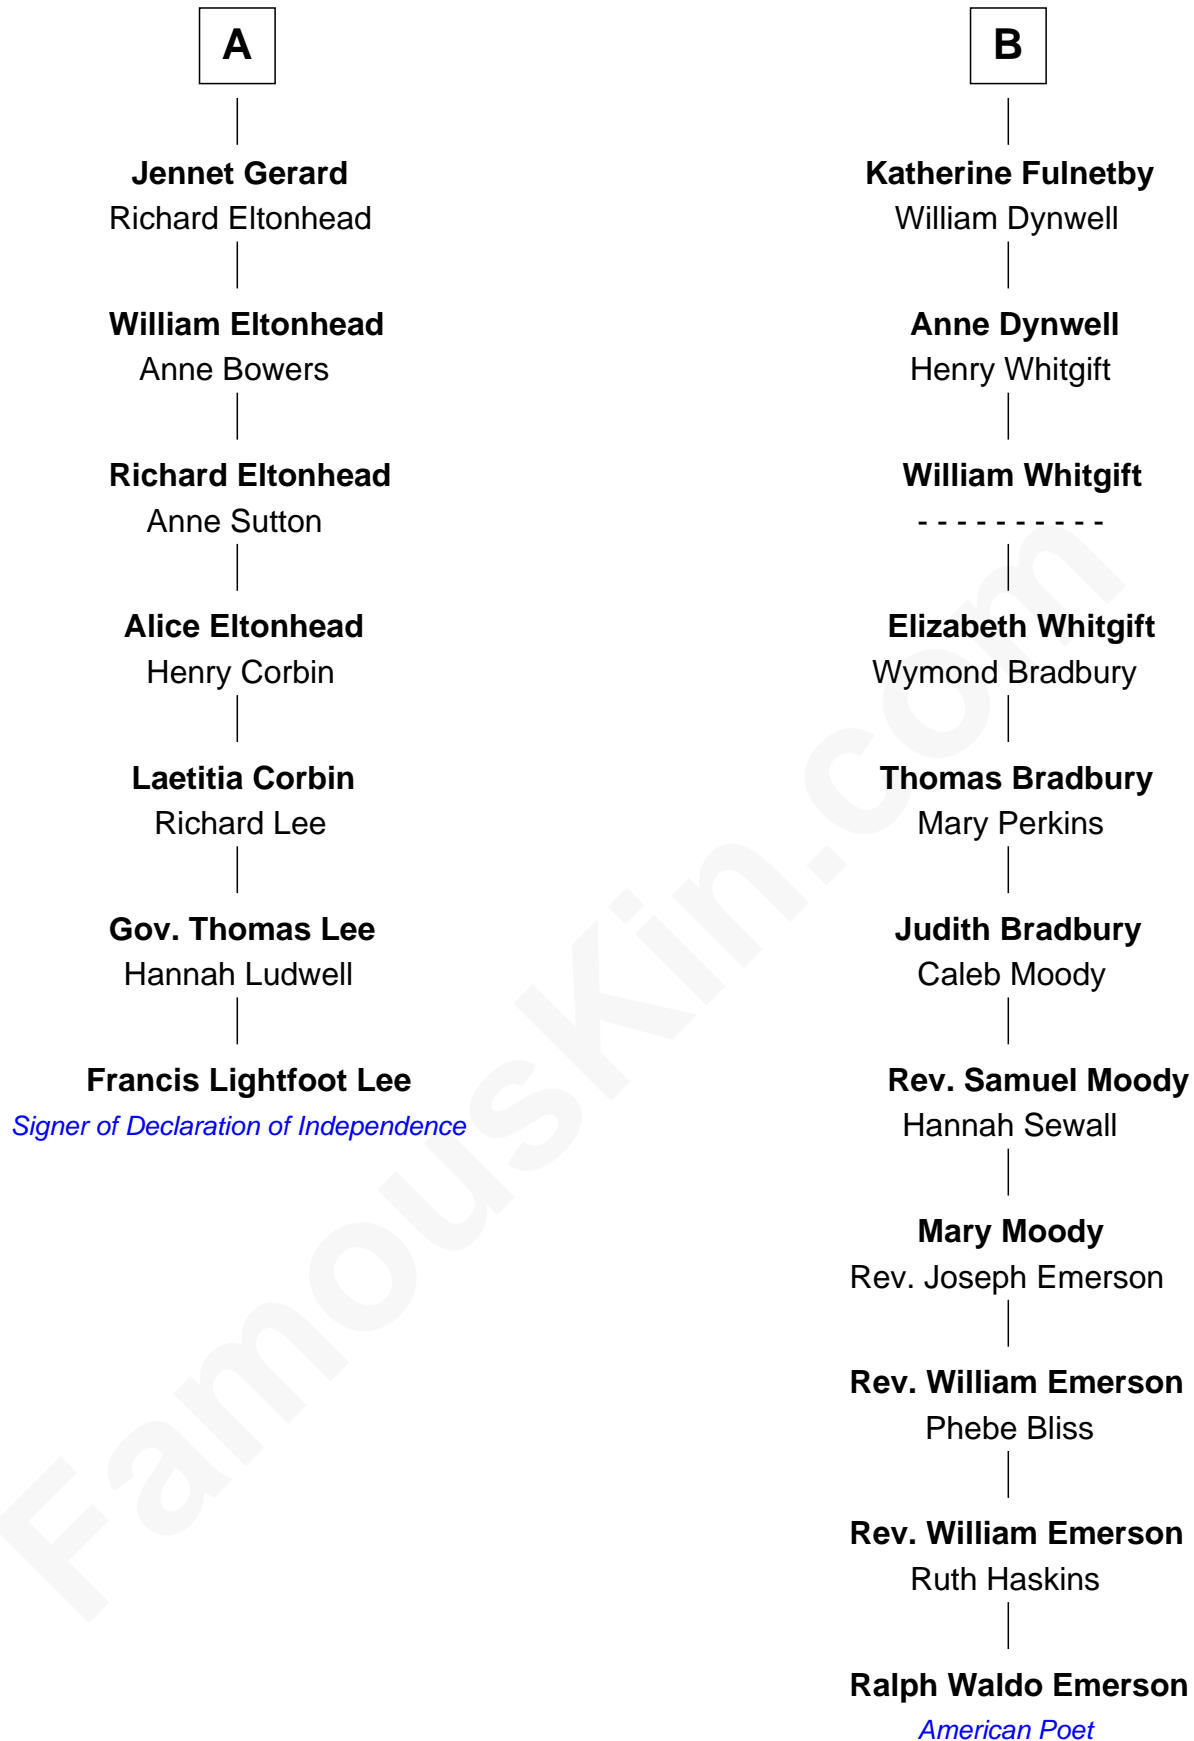 A
Jennet Gerard
Richard Eltonhead
William Eltonhead
Anne Bowers
Richard Eltonhead
Anne Sutton
Alice Eltonhead
Henry Corbin
Laetitia Corbin
Richard Lee
Gov. Thomas Lee
Hannah Ludwell
Francis Lightfoot Lee
Signer of Declaration of Independence
B
Katherine Fulnetby
William Dynwell
Anne Dynwell
Henry Whitgift
William Whitgift
- - - - - - - - - -
Elizabeth Whitgift
Wymond Bradbury
Thomas Bradbury
Mary Perkins
Judith Bradbury
Caleb Moody
Rev. Samuel Moody
Hannah Sewall
Mary Moody
Rev. Joseph Emerson
Rev. William Emerson
Phebe Bliss
Rev. William Emerson
Ruth Haskins
Ralph Waldo Emerson
American Poet
FamousKin.com